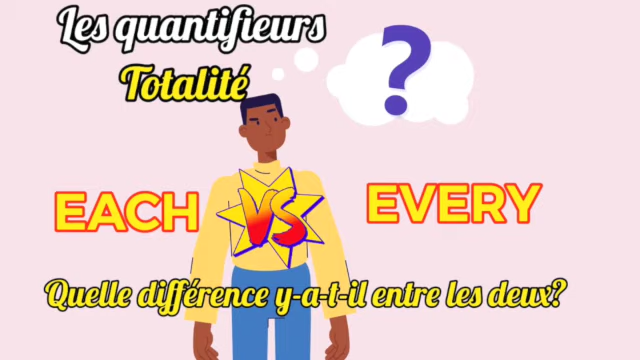 Les quantifieurs
Totalité
?
EACH VS EVERY
Quelle différence y-a-t-il entre les deux?